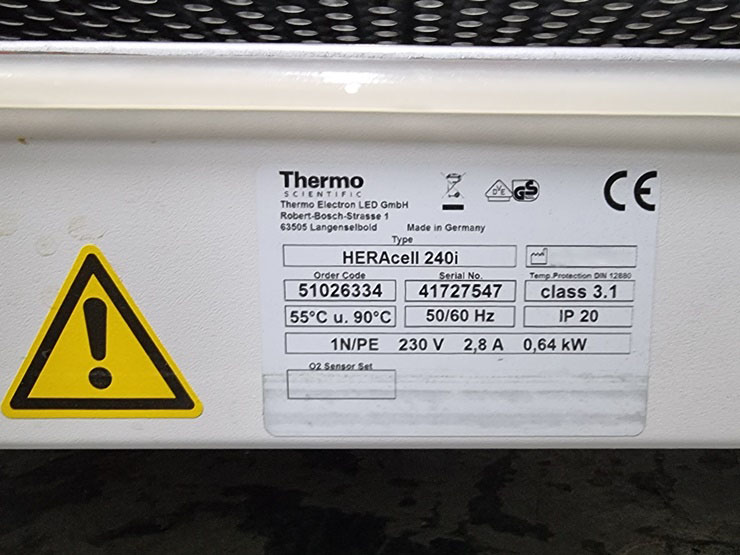 Thermo
SCIENTIFIC
Thermo Electron LED GmbH
Robert-Bosch-Strasse 1
63505 Langenselbold Made in Germany
Type
HERAcell 240i
Order Code Serial No. Temp.Protection DIN 12880
51026334 41727547 class 3.1
55°C u. 90°C 50/60 Hz IP 20
1N/PE 230 V 2,8 A 0,64 kW
O2 Sensor Set
DVE GS
CE